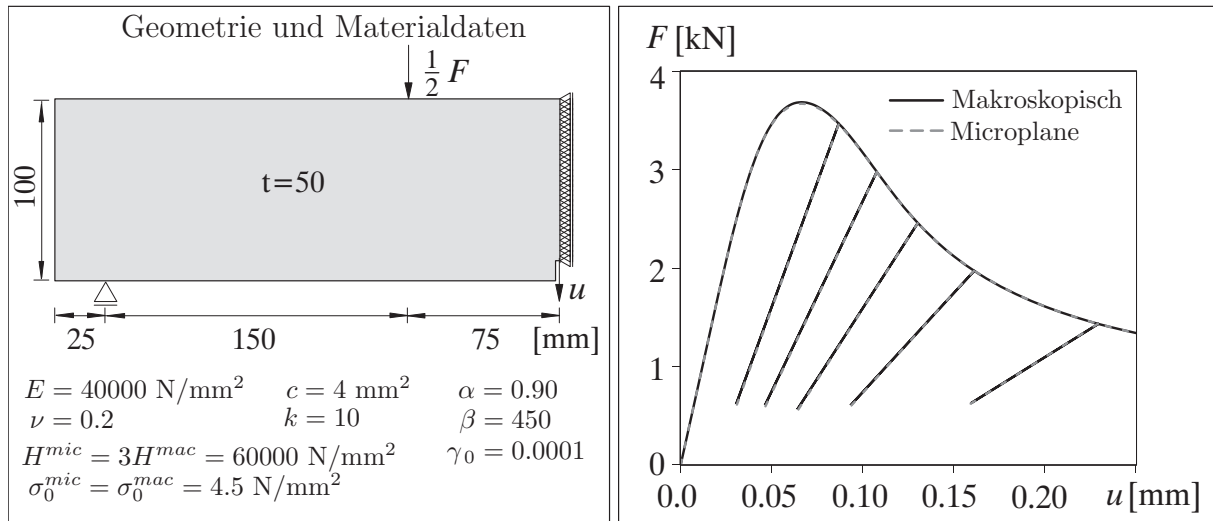 Geometrie und Materialdaten
½ F
100
t=50
u
25 150 75 [mm]
E = 40000 N/mm² c = 4 mm² α = 0.90
ν = 0.2 k = 10 β = 450
H^{mic} = 3H^{mac} = 60000 N/mm² γ₀ = 0.0001
σ₀^{mic} = σ₀^{mac} = 4.5 N/mm²
F [kN]
4
Makroskopisch
Microplane
3
2
1
0
0.0 0.05 0.10 0.15 0.20 u [mm]